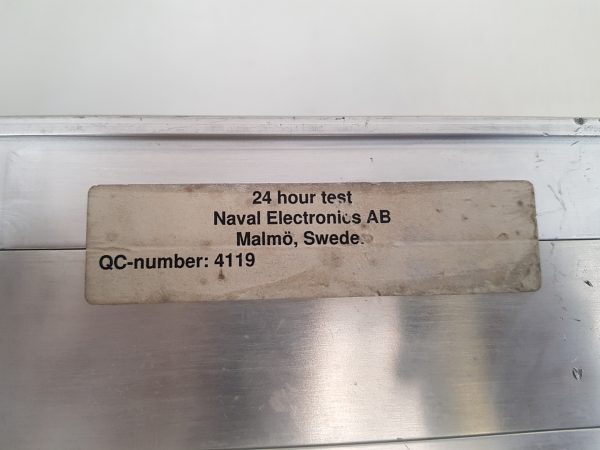 24 hour test
Naval Electronics AB
Malmö, Swede.
QC-number: 4119